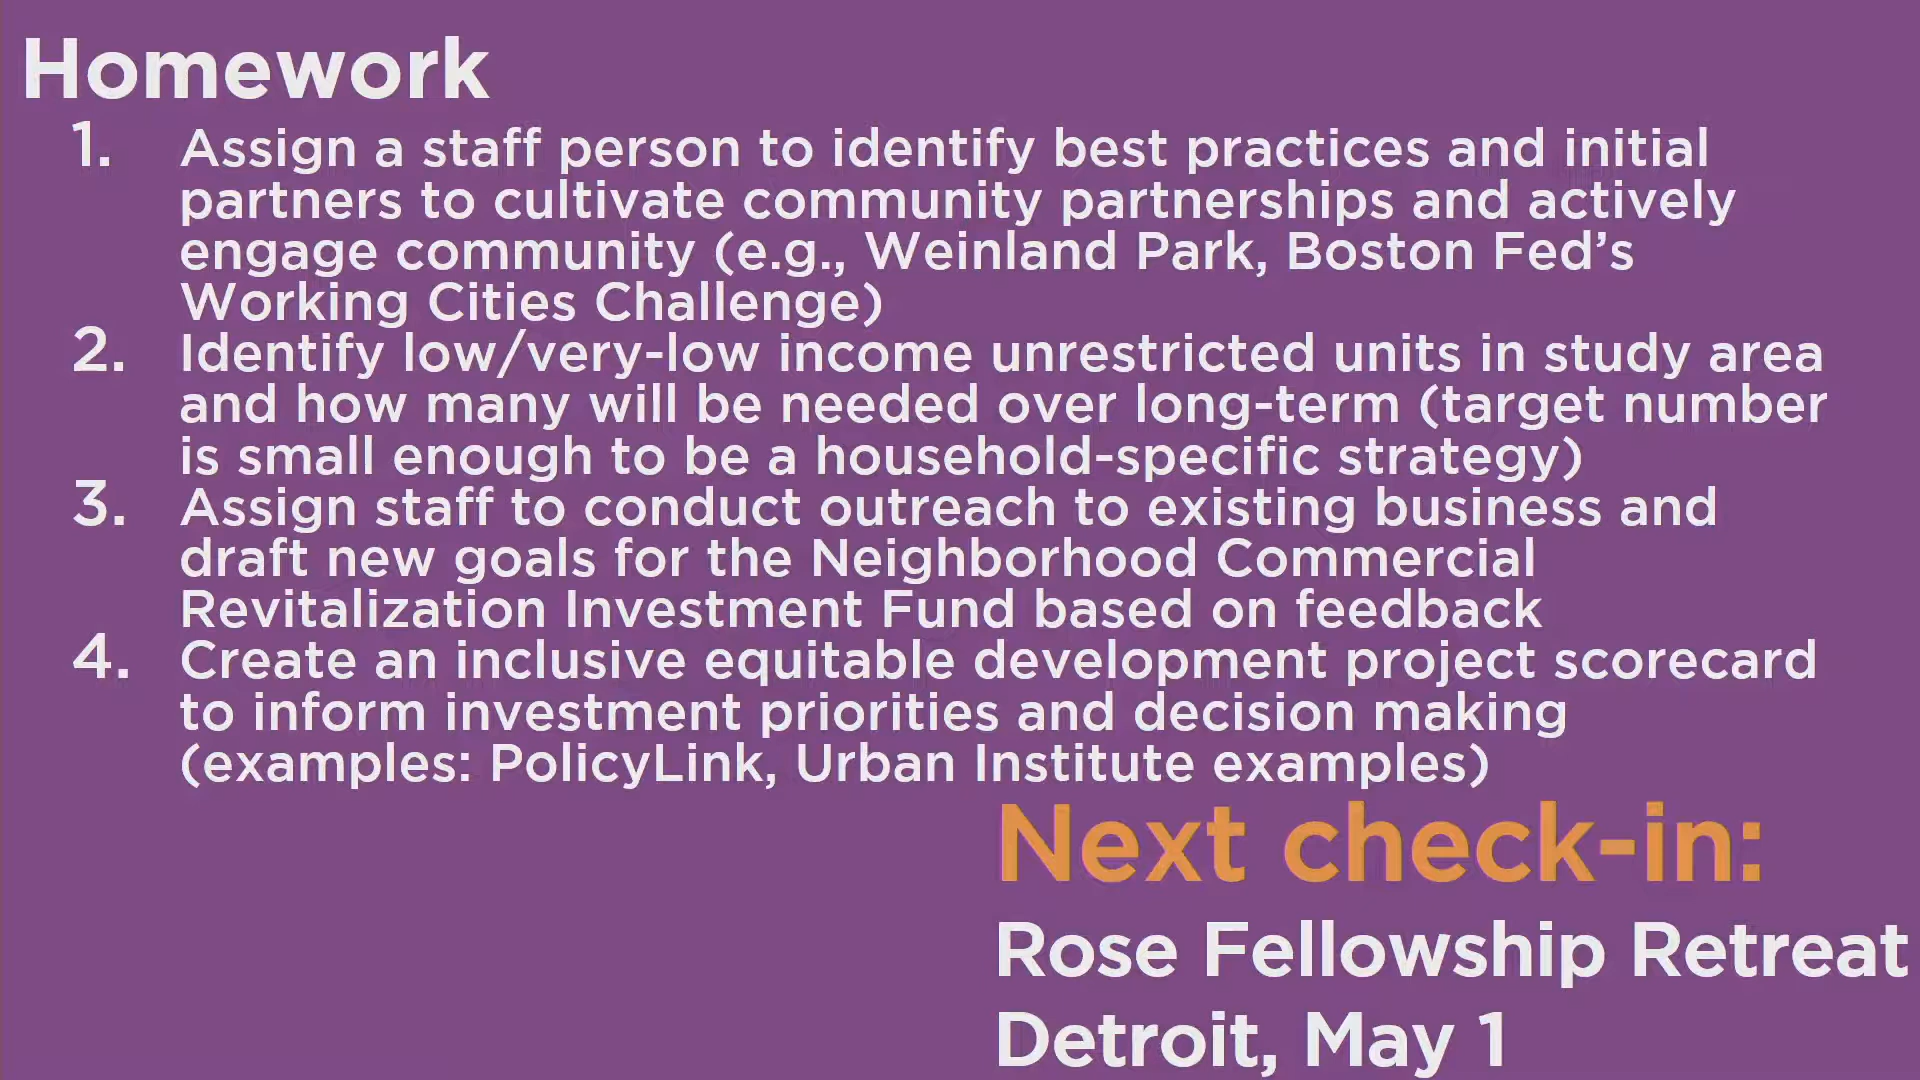 Homework
1. Assign a staff person to identify best practices and initial
partners to cultivate community partnerships and actively
engage community (e.g., Weinland Park, Boston Fed’s
Working Cities Challenge)
2. Identify low/very-low income unrestricted units in study area
and how many will be needed over long-term (target number
is small enough to be a household-specific strategy)
3. Assign staff to conduct outreach to existing business and
draft new goals for the Neighborhood Commercial
Revitalization Investment Fund based on feedback
4. Create an inclusive equitable development project scorecard
to inform investment priorities and decision making
(examples: PolicyLink, Urban Institute examples)
Next check-in:
Rose Fellowship Retreat
Detroit, May 1